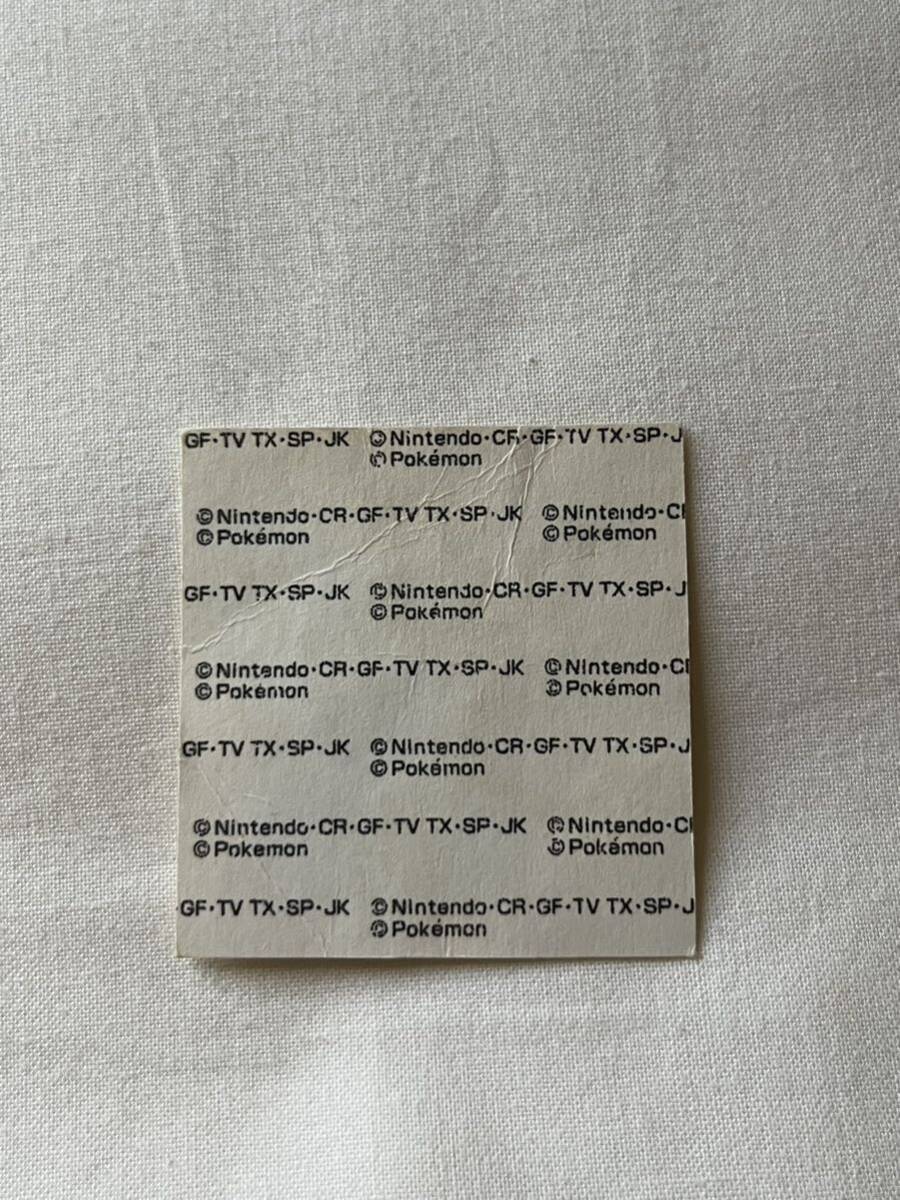 GF・TV TX・SP・JK ©Nintendo・CR・GF・TV TX・SP・J
©Pokémon
©Nintendo・CR・GF・TV TX・SP・JK ©Nintendo・C
©Pokémon ©Pokémon
GF・TV TX・SP・JK ©Nintendo・CR・GF・TV TX・SP・J
©Pokémon
©Nintendo・CR・GF・TV TX・SP・JK ©Nintendo・C
©Pokémon ©Pokémon
GF・TV TX・SP・JK ©Nintendo・CR・GF・TV TX・SP・J
©Pokémon
©Nintendo・CR・GF・TV TX・SP・JK ©Nintendo・C
©Pokémon ©Pokémon
・GF・TV TX・SP・JK ©Nintendo・CR・GF・TV TX・SP・J
©Pokémon